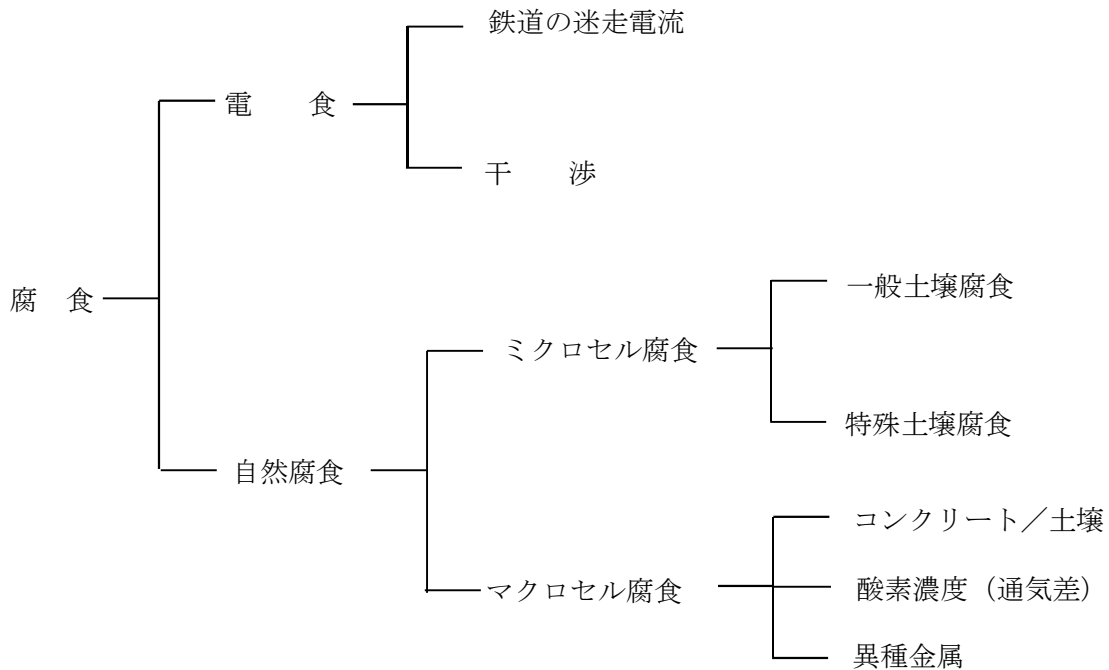 鉄道の迷走電流
電　　食
干　　渉
腐　食
一般土壌腐食
ミクロセル腐食
特殊土壌腐食
自然腐食
コンクリート／土壌
マクロセル腐食
酸素濃度（通気差）
異種金属